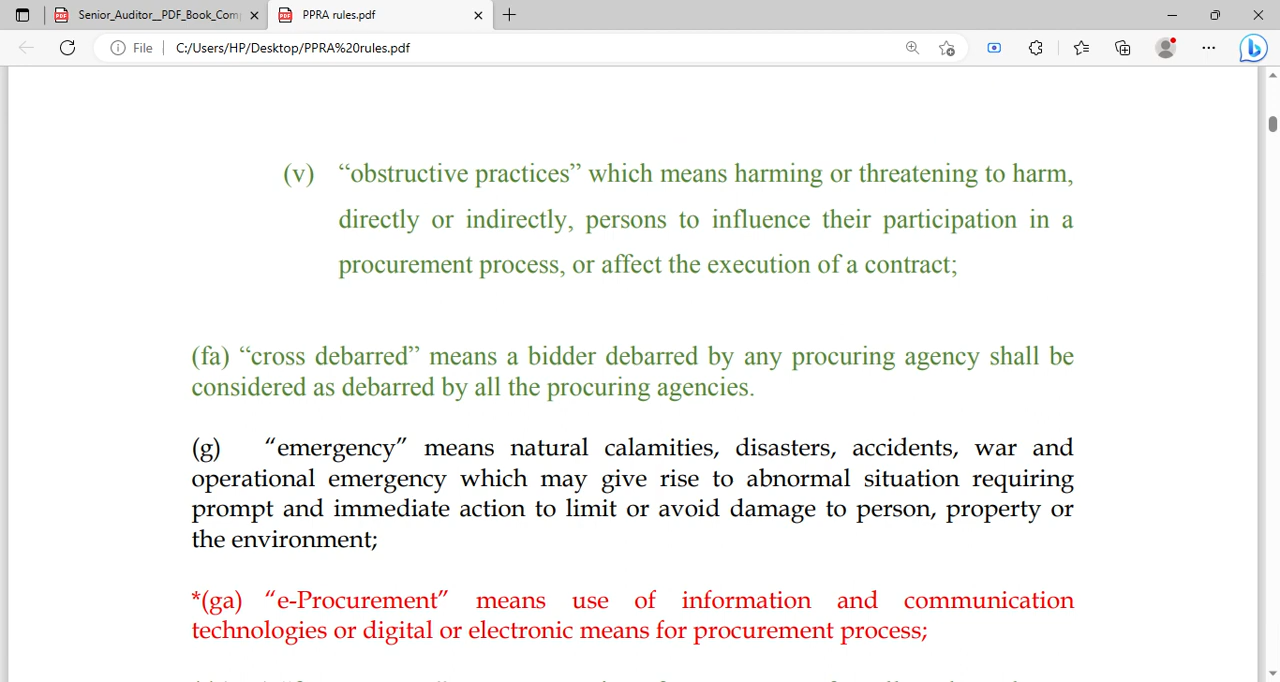 Senior_Auditor__PDF_Book_Com
PPRA rules.pdf
File
C:/Users/HP/Desktop/PPRA%20rules.pdf
(v) “obstructive practices” which means harming or threatening to harm,
directly or indirectly, persons to influence their participation in a
procurement process, or affect the execution of a contract;
(fa) “cross debarred” means a bidder debarred by any procuring agency shall be
considered as debarred by all the procuring agencies.
(g) “emergency” means natural calamities, disasters, accidents, war and
operational emergency which may give rise to abnormal situation requiring
prompt and immediate action to limit or avoid damage to person, property or
the environment;
*(ga) “e-Procurement” means use of information and communication
technologies or digital or electronic means for procurement process;